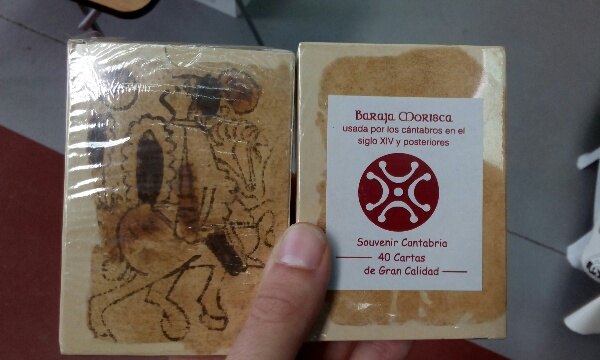 Baraja Morisca
usada por los cántabros en el
siglo XIV y posteriores
Souvenir Cantabria
40 Cartas
de Gran Calidad